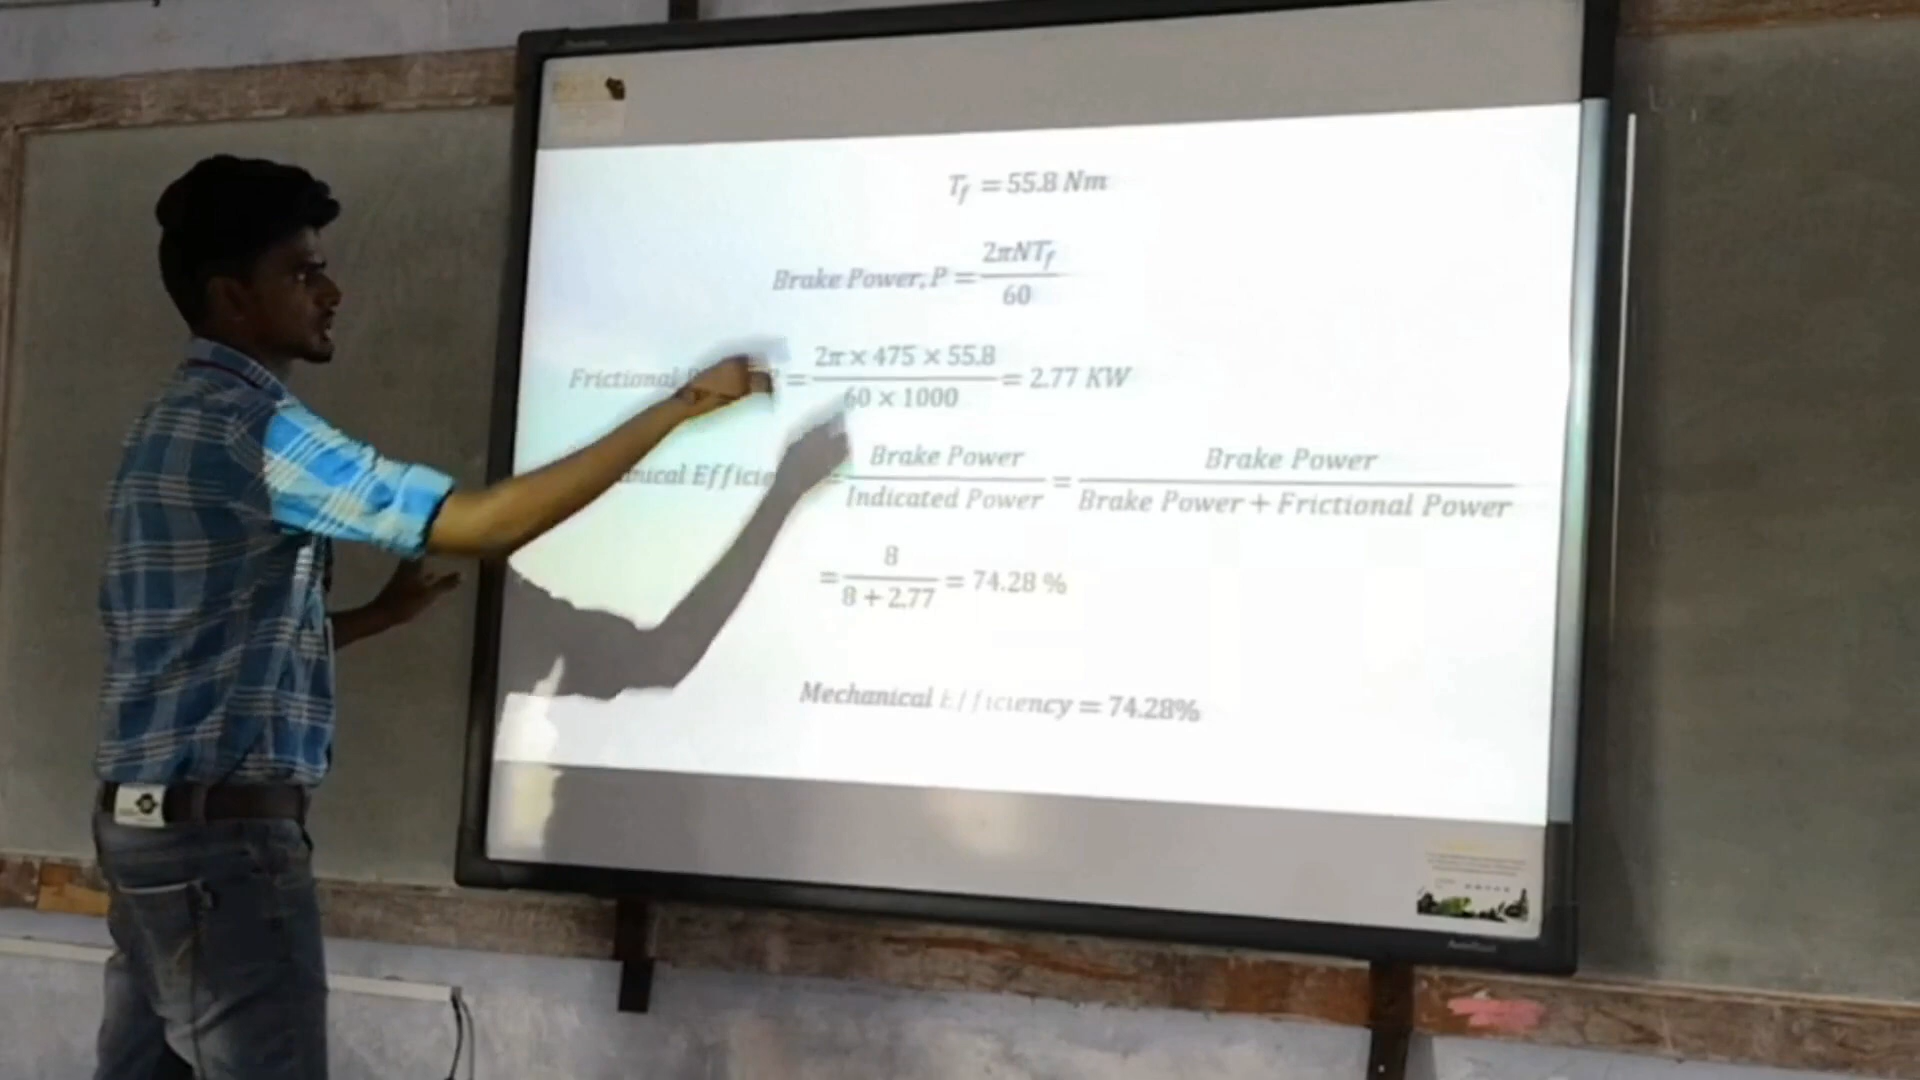 T_f = 55.8 Nm
Brake Power, P = 2πNT_f / 60
Frictional = 2π × 475 × 55.8 / 60 × 1000 = 2.77 KW
Brake Power / Indicated Power = Brake Power / Brake Power + Frictional Power
= 8 / 8 + 2.77 = 74.28 %
Mechanical Efficiency = 74.28%